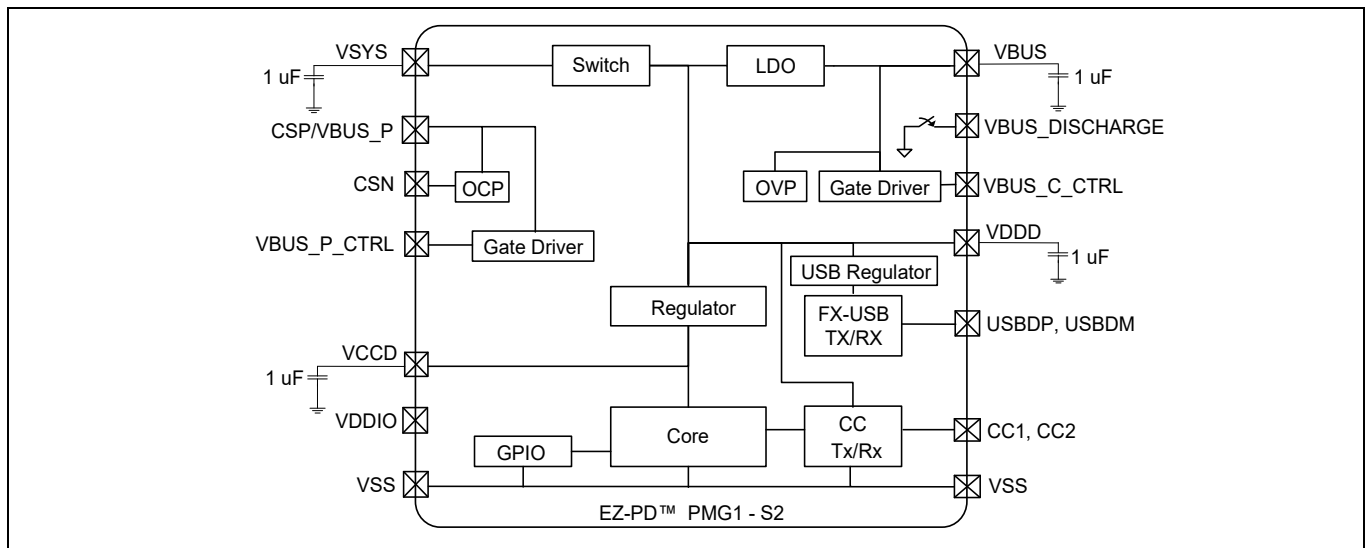 VSYS
1 uF
Switch
LDO
VBUS
1 uF
CSP/VBUS_P
VBUS_DISCHARGE
CSN
OCP
OVP
Gate Driver
VBUS_C_CTRL
VBUS_P_CTRL
Gate Driver
VDDD
1 uF
USB Regulator
Regulator
FX-USB
TX/RX
USBDP, USBDM
VCCD
1 uF
VDDIO
Core
CC
Tx/Rx
CC1, CC2
GPIO
VSS
VSS
EZ-PD™ PMG1 - S2